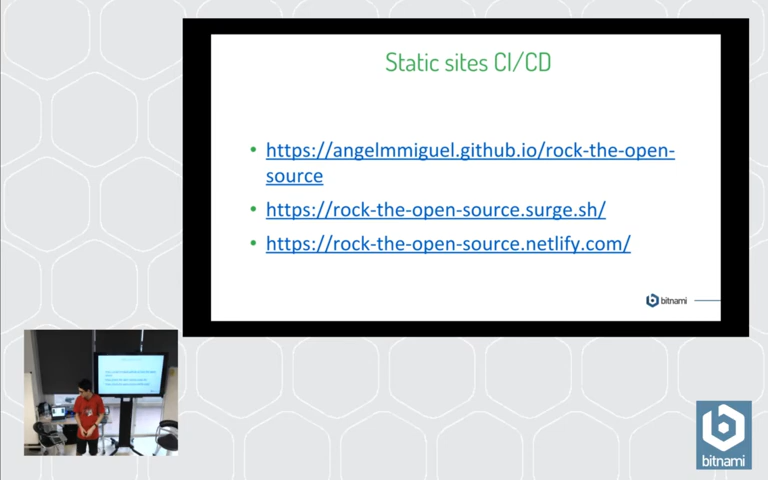 Static sites CI/CD
• https://angelmmiguel.github.io/rock-the-open-
source
• https://rock-the-open-source.surge.sh/
• https://rock-the-open-source.netlify.com/
bitnami
bitnami